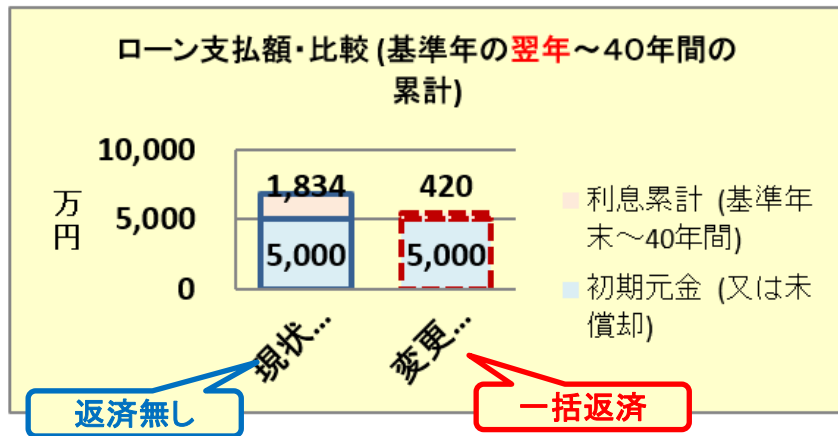 ローン支払額・比較 (基準年の翌年～４０年間の
累計)
万円
10,000
5,000
0
1,834
5,000
420
5,000
現状...
変更...
利息累計 (基準年
末～40年間)
初期元金 (又は未
償却)
返済無し
一括返済